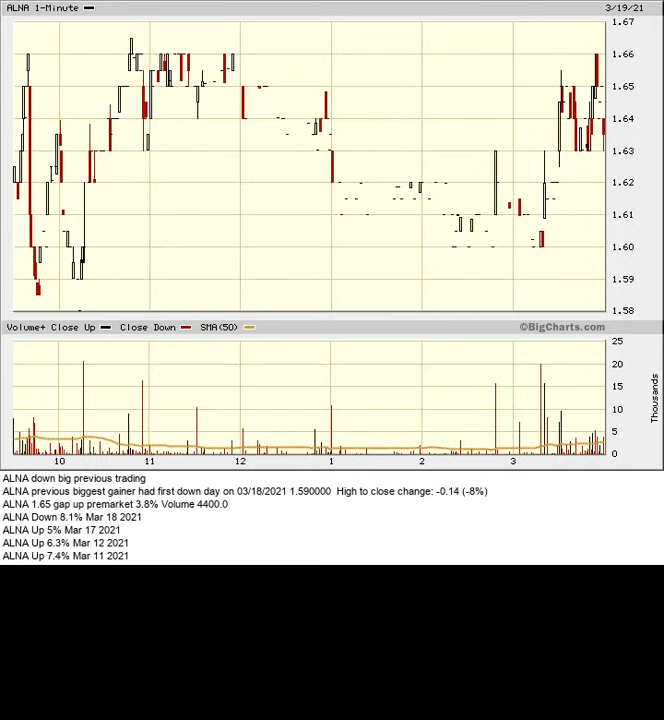 ALNA 1-Minute 3/19/21
1.67
1.66
1.65
1.64
1.63
1.62
1.61
1.60
1.59
1.58
Volume+ Close Up Close Down SMA(50) ©BigCharts.com
25
20
15
10
5
0
Thousands
10 11 12 1 2 3
ALNA down big previous trading
ALNA previous biggest gainer had first down day on 03/18/2021 1.590000 High to close change: -0.14 (-8%)
ALNA 1.65 gap up premarket 3.8% Volume 4400.0
ALNA Down 8.1% Mar 18 2021
ALNA Up 5% Mar 17 2021
ALNA Up 6.3% Mar 12 2021
ALNA Up 7.4% Mar 11 2021